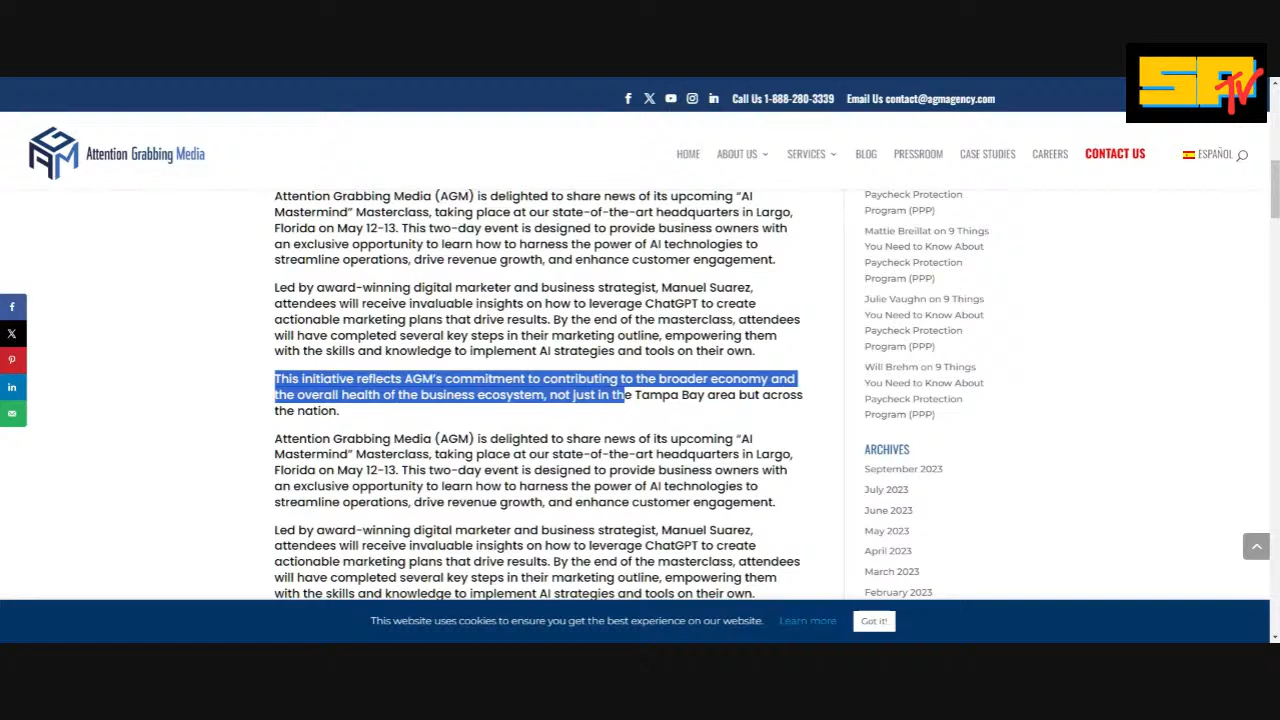 SPTV
Call Us 1-888-280-3339 Email Us contact@agmagency.com
AGM Attention Grabbing Media
HOME ABOUT US SERVICES BLOG PRESSROOM CASE STUDIES CAREERS CONTACT US ESPAÑOL
Attention Grabbing Media (AGM) is delighted to share news of its upcoming “AI
Mastermind” Masterclass, taking place at our state-of-the-art headquarters in Largo,
Florida on May 12-13. This two-day event is designed to provide business owners with
an exclusive opportunity to learn how to harness the power of AI technologies to
streamline operations, drive revenue growth, and enhance customer engagement.
Led by award-winning digital marketer and business strategist, Manuel Suarez,
attendees will receive invaluable insights on how to leverage ChatGPT to create
actionable marketing plans that drive results. By the end of the masterclass, attendees
will have completed several key steps in their marketing outline, empowering them
with the skills and knowledge to implement AI strategies and tools on their own.
This initiative reflects AGM’s commitment to contributing to the broader economy and
the overall health of the business ecosystem, not just in the Tampa Bay area but across
the nation.
Attention Grabbing Media (AGM) is delighted to share news of its upcoming “AI
Mastermind” Masterclass, taking place at our state-of-the-art headquarters in Largo,
Florida on May 12-13. This two-day event is designed to provide business owners with
an exclusive opportunity to learn how to harness the power of AI technologies to
streamline operations, drive revenue growth, and enhance customer engagement.
Led by award-winning digital marketer and business strategist, Manuel Suarez,
attendees will receive invaluable insights on how to leverage ChatGPT to create
actionable marketing plans that drive results. By the end of the masterclass, attendees
will have completed several key steps in their marketing outline, empowering them
with the skills and knowledge to implement AI strategies and tools on their own.
Paycheck Protection
Program (PPP)
Mattie Breillat on 9 Things
You Need to Know About
Paycheck Protection
Program (PPP)
Julie Vaughn on 9 Things
You Need to Know About
Paycheck Protection
Program (PPP)
Will Brehm on 9 Things
You Need to Know About
Paycheck Protection
Program (PPP)
ARCHIVES
September 2023
July 2023
June 2023
May 2023
April 2023
March 2023
February 2023
This website uses cookies to ensure you get the best experience on our website. Learn more Got it!